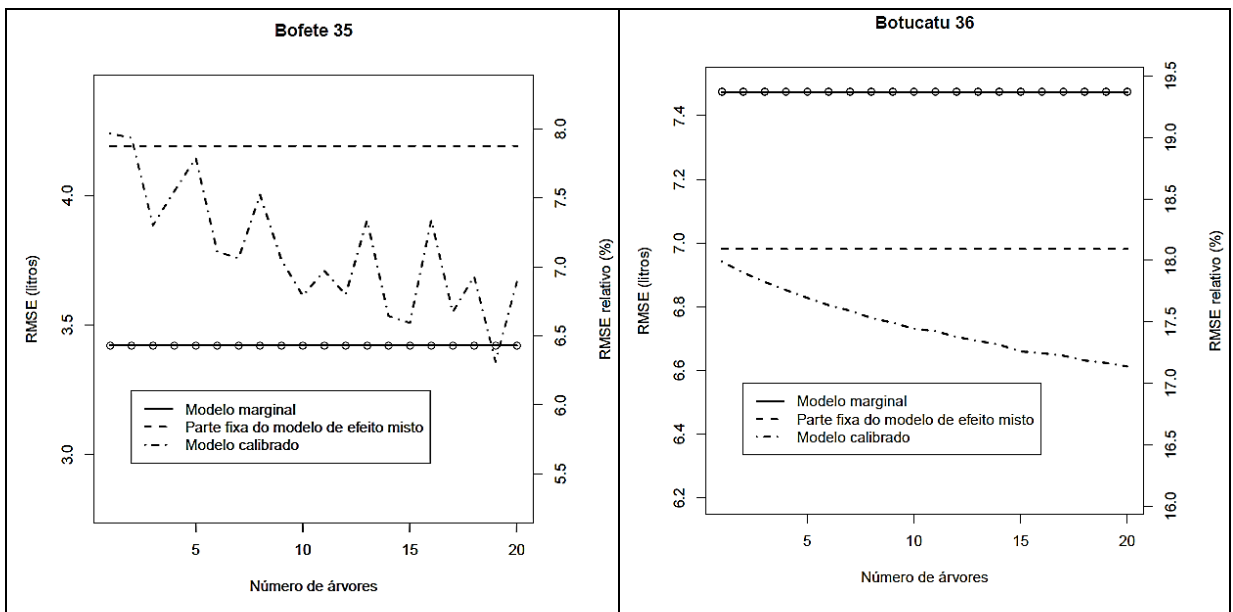 Bofete 35
RMSE (litros)
4.0
3.5
3.0
8.0
7.5
7.0
6.5
6.0
5.5
RMSE relativo (%)
Modelo marginal
Parte fixa do modelo de efeito misto
Modelo calibrado
5 10 15 20
Número de árvores
Botucatu 36
RMSE (litros)
7.4
7.2
7.0
6.8
6.6
6.4
6.2
19.5
19.0
18.5
18.0
17.5
17.0
16.5
16.0
RMSE relativo (%)
Modelo marginal
Parte fixa do modelo de efeito misto
Modelo calibrado
5 10 15 20
Número de árvores